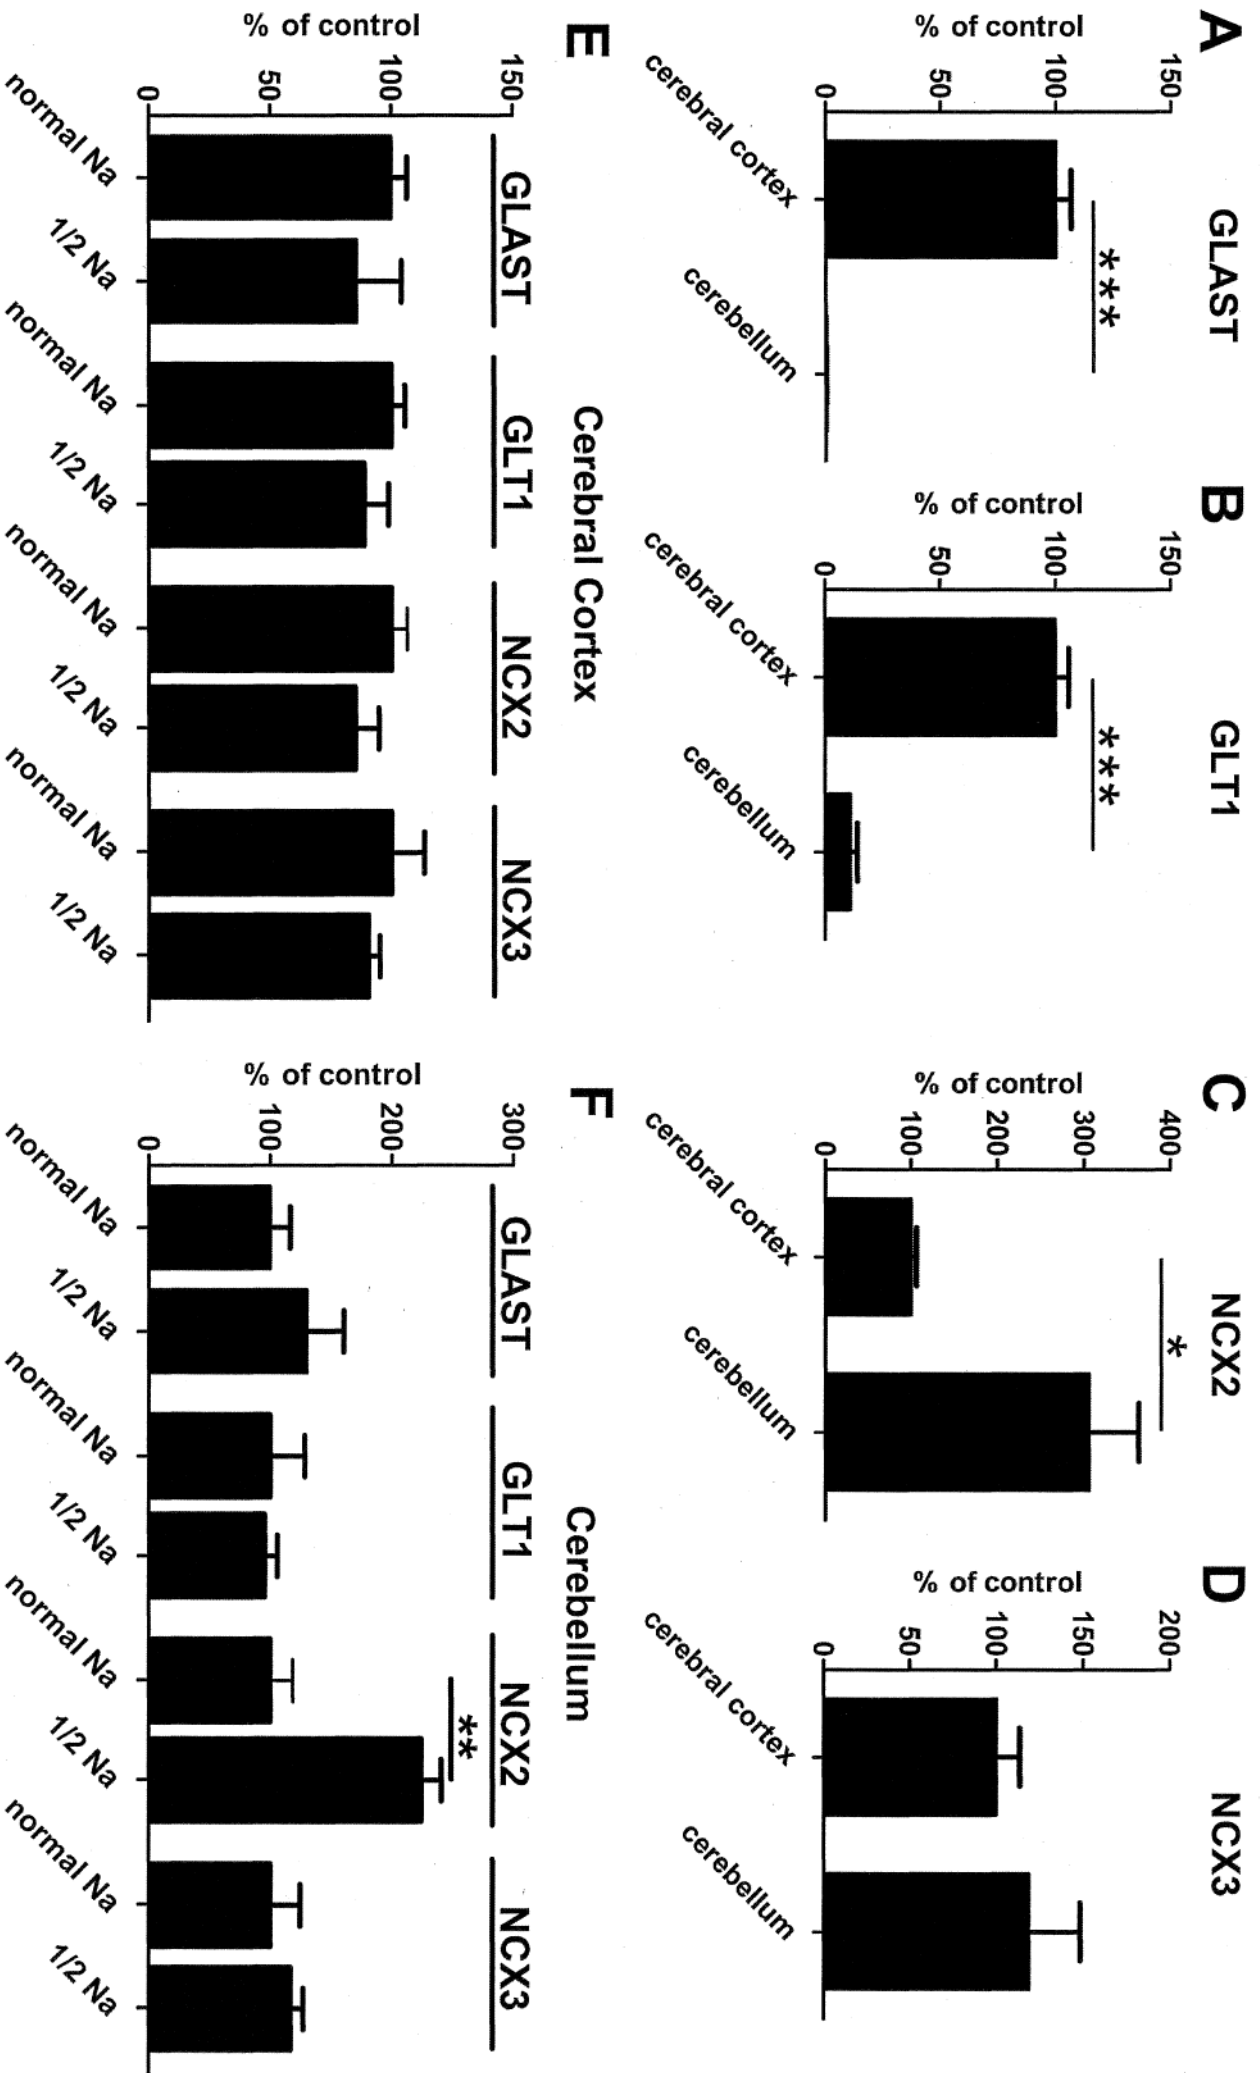 A
GLAST
% of control
150
100
50
0
***
cerebral cortex
cerebellum
B
GLT1
% of control
150
100
50
0
***
cerebral cortex
cerebellum
C
NCX2
% of control
400
300
200
100
0
*
cerebral cortex
cerebellum
D
NCX3
% of control
200
150
100
50
0
cerebral cortex
cerebellum
E
Cerebral Cortex
GLAST GLT1 NCX2 NCX3
% of control
150
100
50
0
normal Na 1/2 Na normal Na 1/2 Na normal Na 1/2 Na normal Na 1/2 Na
F
Cerebellum
GLAST GLT1 NCX2 NCX3
**
% of control
300
200
100
0
normal Na 1/2 Na normal Na 1/2 Na normal Na 1/2 Na normal Na 1/2 Na